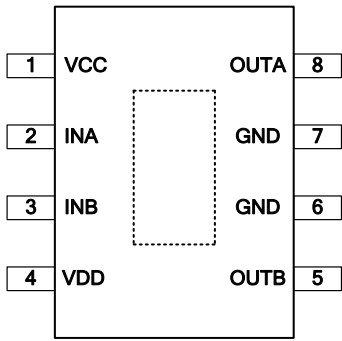 1 VCC OUTA 8
2 INA GND 7
3 INB GND 6
4 VDD OUTB 5